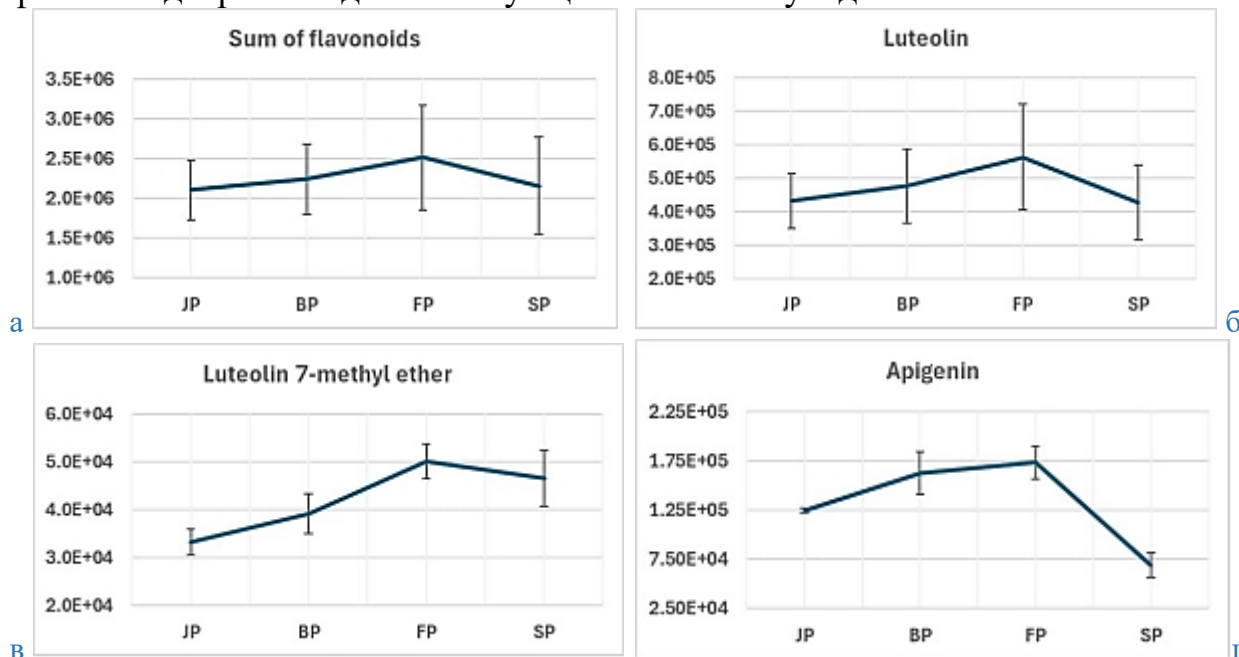 Sum of flavonoids
3.5E+06
3.0E+06
2.5E+06
2.0E+06
1.5E+06
1.0E+06
JP BP FP SP
а
Luteolin
8.0E+05
7.0E+05
6.0E+05
5.0E+05
4.0E+05
3.0E+05
2.0E+05
JP BP FP SP
б
Luteolin 7-methyl ether
6.0E+04
5.0E+04
4.0E+04
3.0E+04
2.0E+04
JP BP FP SP
в
Apigenin
2.25E+05
1.75E+05
1.25E+05
7.50E+04
2.50E+04
JP BP FP SP